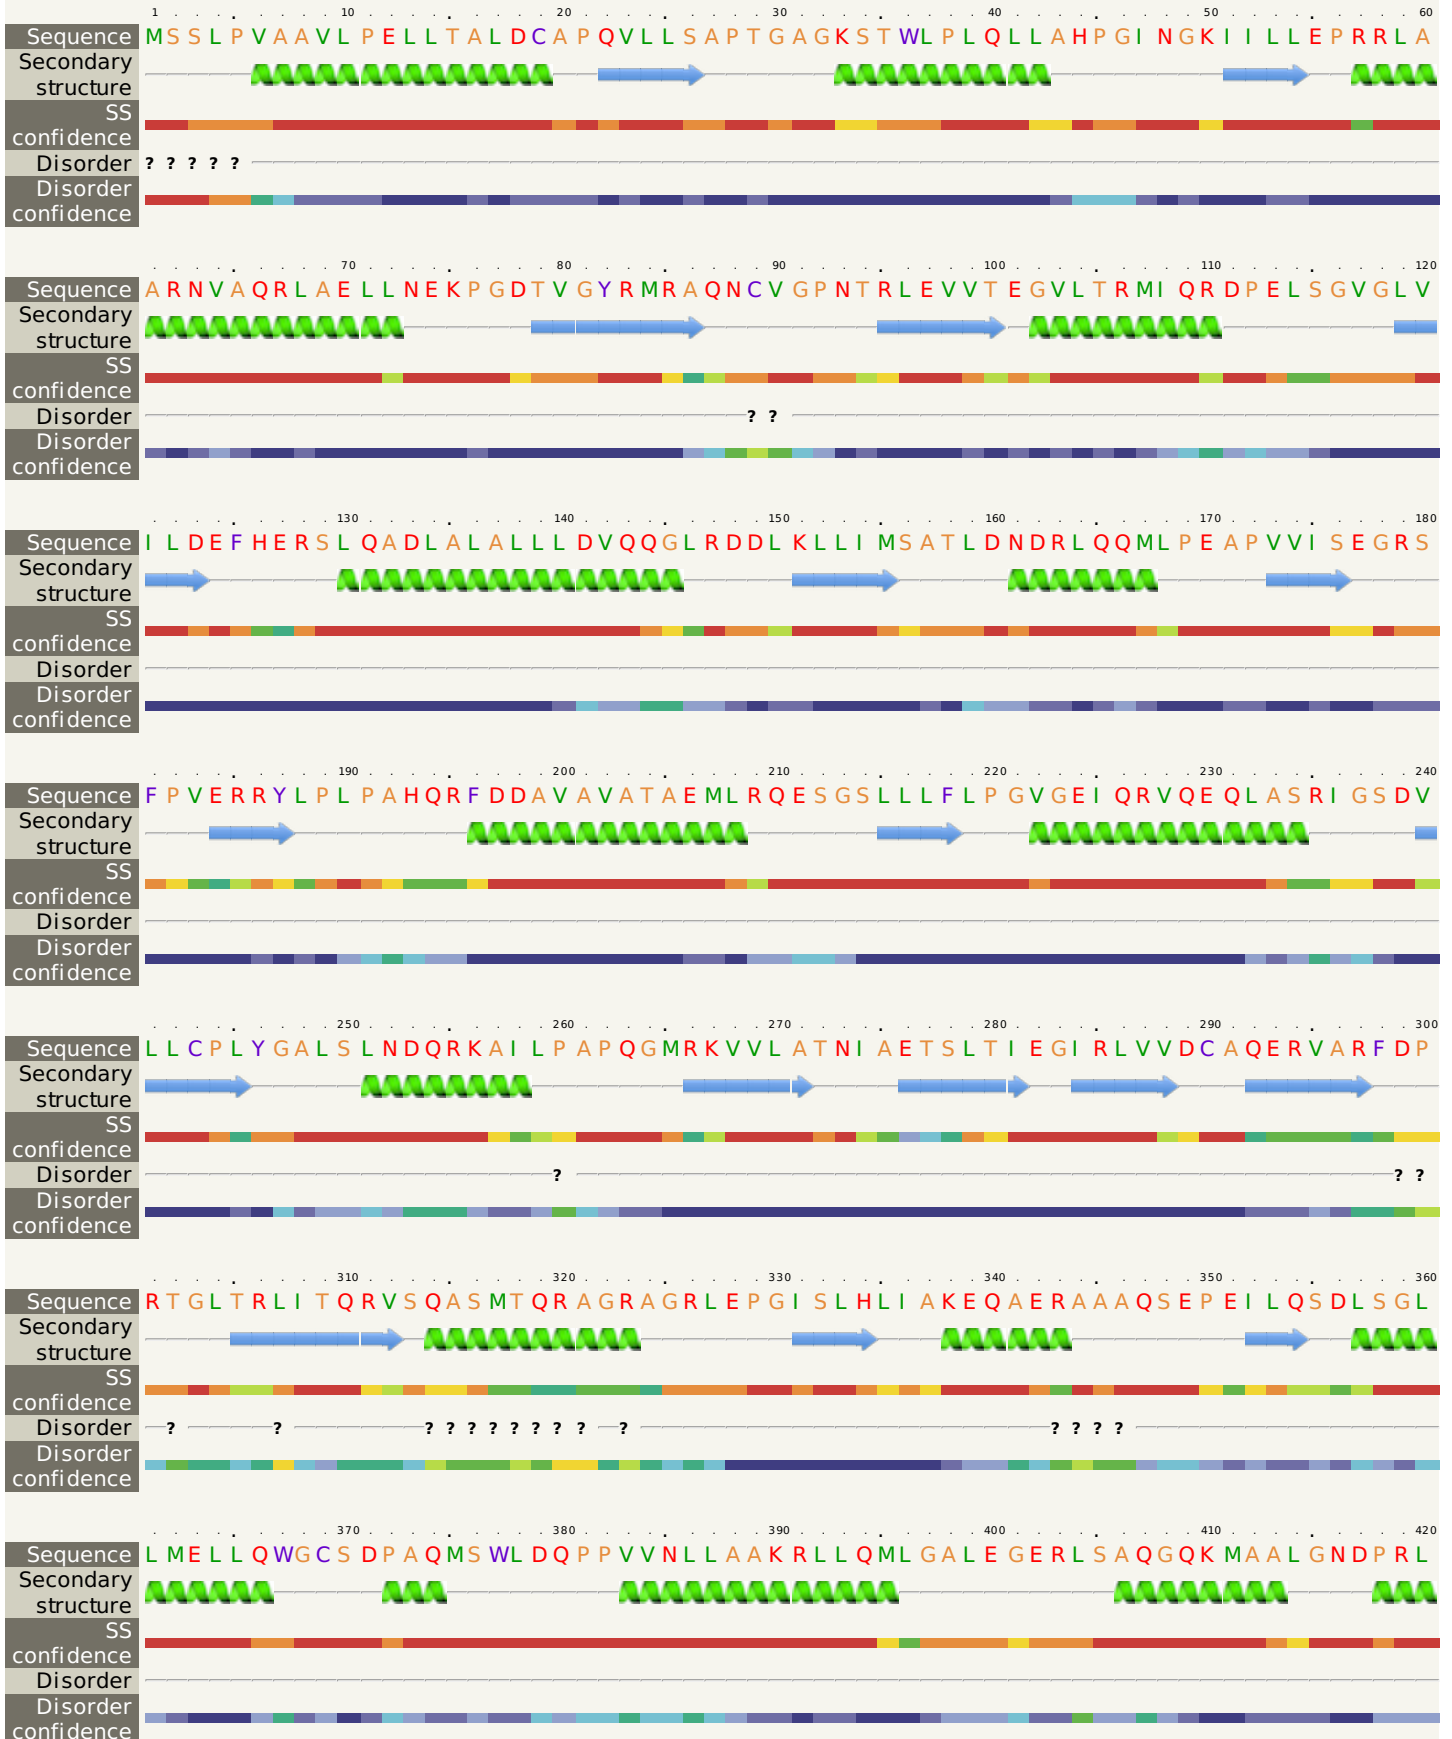 1 10 20 30 40 50 60
Sequence MSSLPVAAVLPELLTALDCAPQVLLSAPTGAGKSTWLPLQLLAHPGINGKIILLEPRRLA
Secondary
structure
SS
confidence
Disorder ? ? ? ? ?
Disorder
confidence
70 80 90 100 110 120
Sequence ARNVAQRLAELLNEKPGDTVGYRMRAQNCVGPNTRLEVVTEGVLTRMIQRDPELSGVGLV
Secondary
structure
SS
confidence
Disorder ? ?
Disorder
confidence
130 140 150 160 170 180
Sequence ILDEFHERSLQADLALALLLDVQQGLRDDLKLLIMSATLDNDRLQQMLPEAPVVISEGRS
Secondary
structure
SS
confidence
Disorder
Disorder
confidence
190 200 210 220 230 240
Sequence FPVERRYLPLPAHQRFDDAVAVATAEMLRQESGSLLLFLPGVGEIQRVQEQLASRIGSDV
Secondary
structure
SS
confidence
Disorder
Disorder
confidence
250 260 270 280 290 300
Sequence LLCPLYGALSLNDQRKAILPAPQGMRKVVLATNIAETSLTIEGIRLVVDCAQERVARFDP
Secondary
structure
SS
confidence
Disorder ? ? ?
Disorder
confidence
310 320 330 340 350 360
Sequence RTGLTRLITQRVSQASMTQRAGRAGRLEPGISLHLIAKEQAERAAAQSEPEILQSDLSGL
Secondary
structure
SS
confidence
Disorder ? ? ? ? ? ? ? ? ? ? ? ? ? ? ?
Disorder
confidence
370 380 390 400 410 420
Sequence LMELLQWGCSDPAQMSWLDQPPVVNLLAAKRLLQMLGALEGERLSAQGQKMAALGNDPRL
Secondary
structure
SS
confidence
Disorder
Disorder
confidence